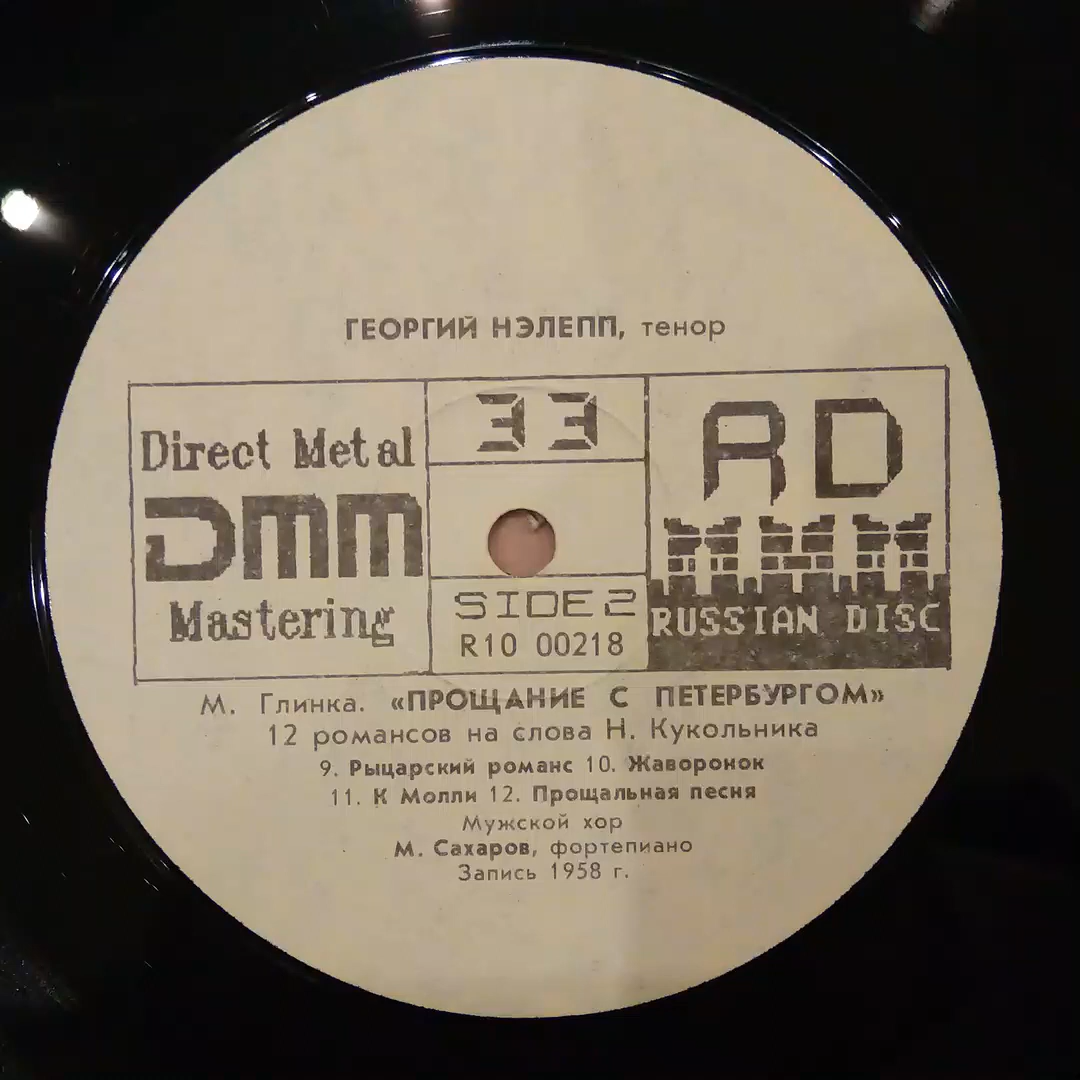 ГЕОРГИЙ НЭЛЕПП, тенор
Direct Metal
DMM
Mastering
33
SIDE 2
R10 00218
RD
RUSSIAN DISC
М. Глинка. «ПРОЩАНИЕ С ПЕТЕРБУРГОМ»
12 романсов на слова Н. Кукольника
9. Рыцарский романс 10. Жаворонок
11. К Молли 12. Прощальная песня
Мужской хор
М. Сахаров, фортепиано
Запись 1958 г.